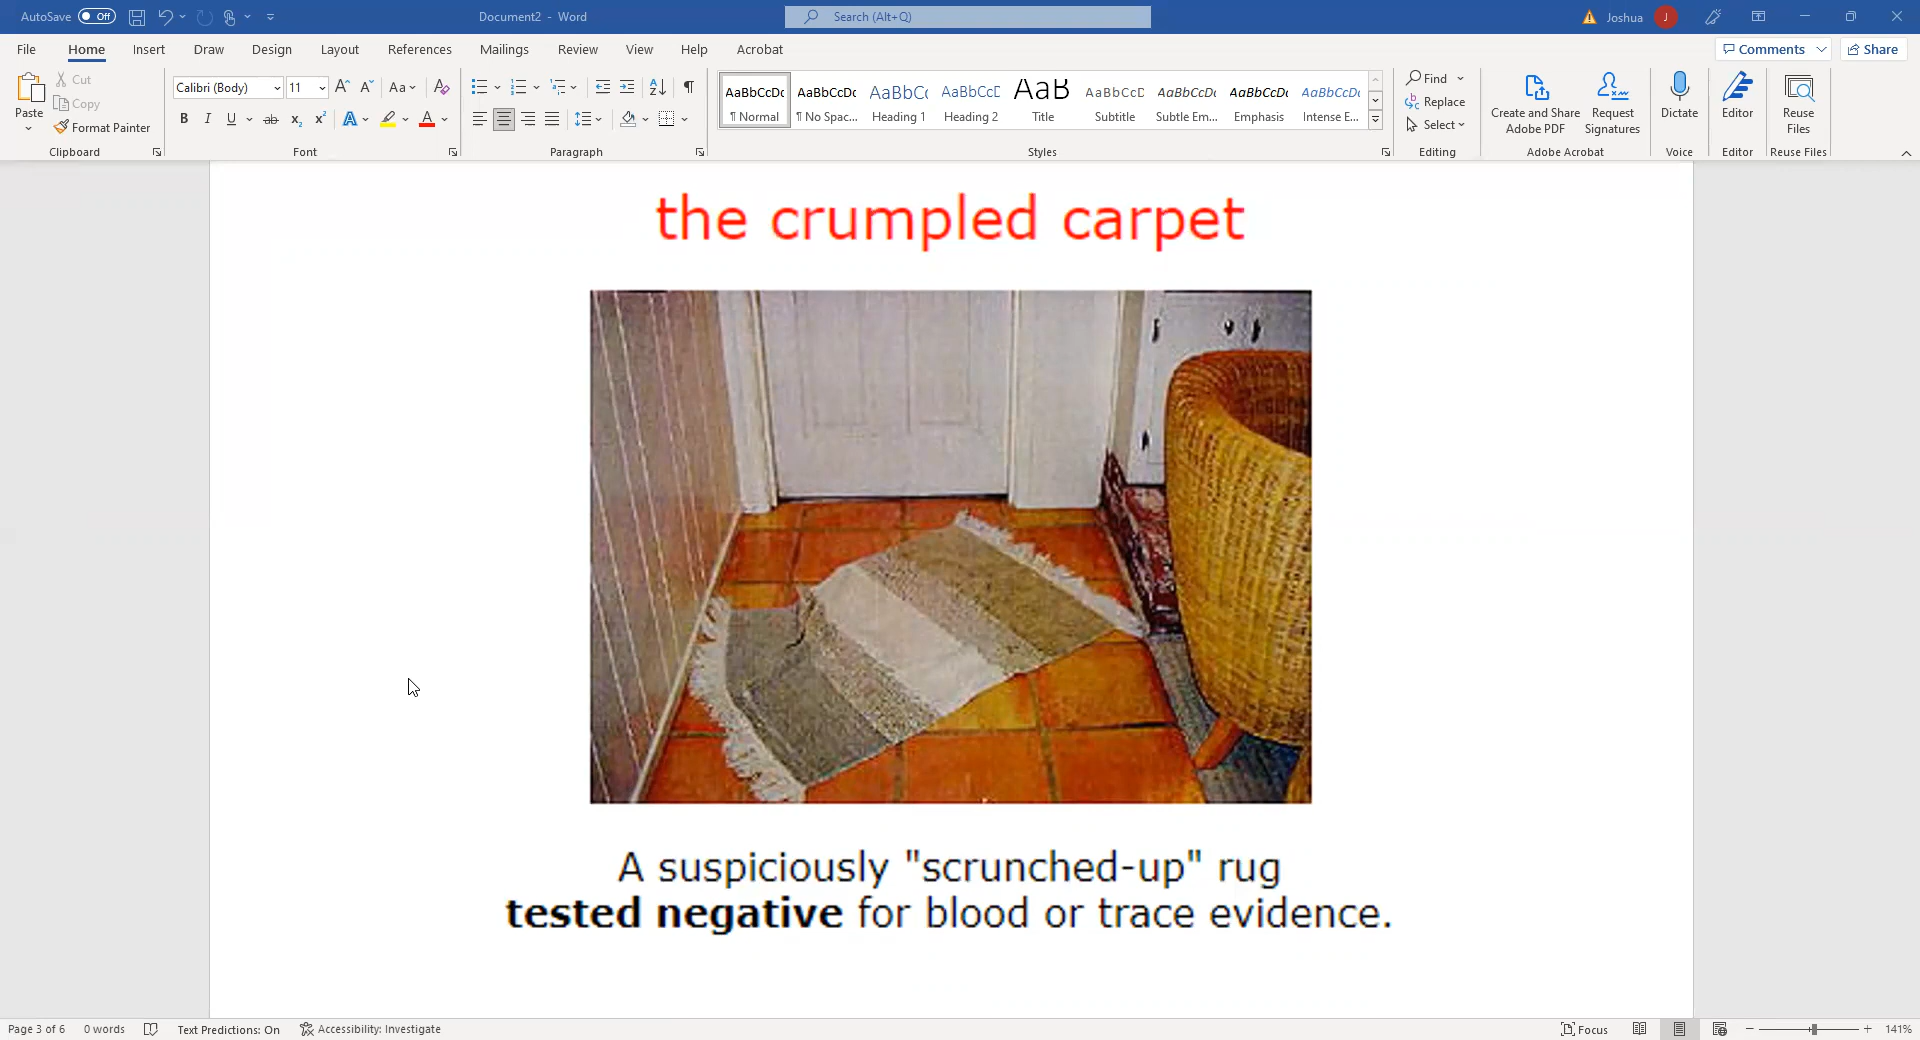 AutoSave Off Document2 - Word Search (Alt+Q) Joshua J
File Home Insert Draw Design Layout References Mailings Review View Help Acrobat Comments Share
Paste Cut Copy Format Painter Clipboard
Calibri (Body) 11 Aa Font
Paragraph
AaBbCcDc ¶ Normal
AaBbCcDc ¶ No Spac...
AaBbC Heading 1
AaBbCcD Heading 2
AaB Title
AaBbCcD Subtitle
AaBbCcDc Subtle Em...
AaBbCcDc Emphasis
AaBbCcDc Intense E...
Styles
Find Replace Select Editing
Create and Share Adobe PDF Request Signatures Adobe Acrobat
Dictate Voice
Editor Editor
Reuse Files Reuse Files
the crumpled carpet
A suspiciously "scrunched-up" rug
tested negative for blood or trace evidence.
Page 3 of 6 0 words Text Predictions: On Accessibility: Investigate Focus 141%